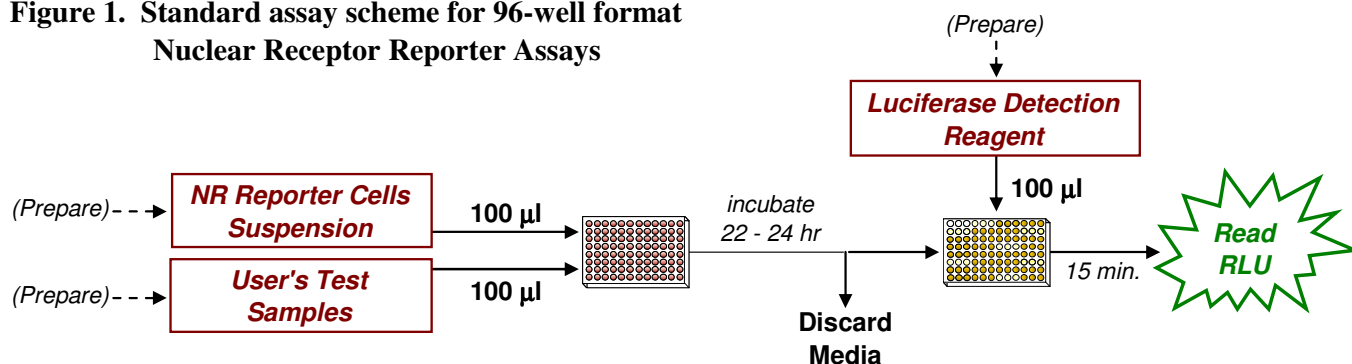 Figure 1. Standard assay scheme for 96-well format
Nuclear Receptor Reporter Assays
(Prepare)
Luciferase Detection
Reagent
100 μl
(Prepare)
NR Reporter Cells
Suspension
100 μl
(Prepare)
User's Test
Samples
100 μl
incubate
22 - 24 hr
Discard
Media
15 min.
Read
RLU